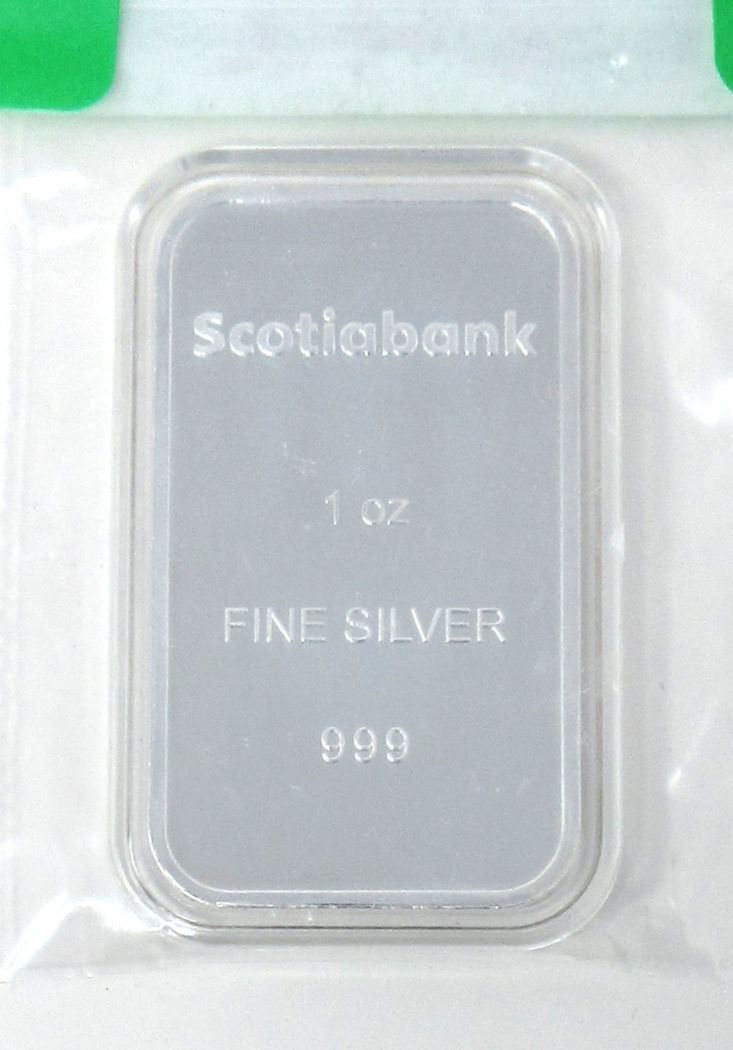 Scotiabank
1 oz
FINE SILVER
999